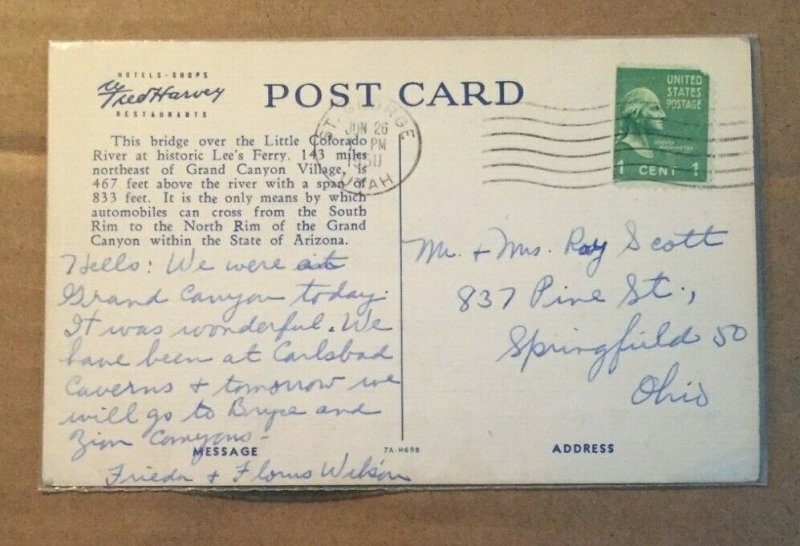 HOTELS - SHOPS
Fred Harvey
RESTAURANTS
POST CARD
This bridge over the Little Colorado
River at historic Lee's Ferry, 143 miles
northeast of Grand Canyon Village, is
467 feet above the river with a span of
833 feet. It is the only means by which
automobiles can cross from the South
Rim to the North Rim of the Grand
Canyon within the State of Arizona.
Hello: We were at
Grand Canyon today.
It was wonderful. We
have been at Carlsbad
Caverns + tomorrow we
will go to Bryce and
Zion Canyons -
Frieda + Wilson
MESSAGE
7A-H698
ST. GEORGE
JUN 26
PM
1950
UTAH
UNITED
STATES
POSTAGE
GEORGE
WASHINGTON
1 CENT 1
Mr. + Mrs. Roy Scott
837 Pine St.,
Springfield 50
Ohio
ADDRESS